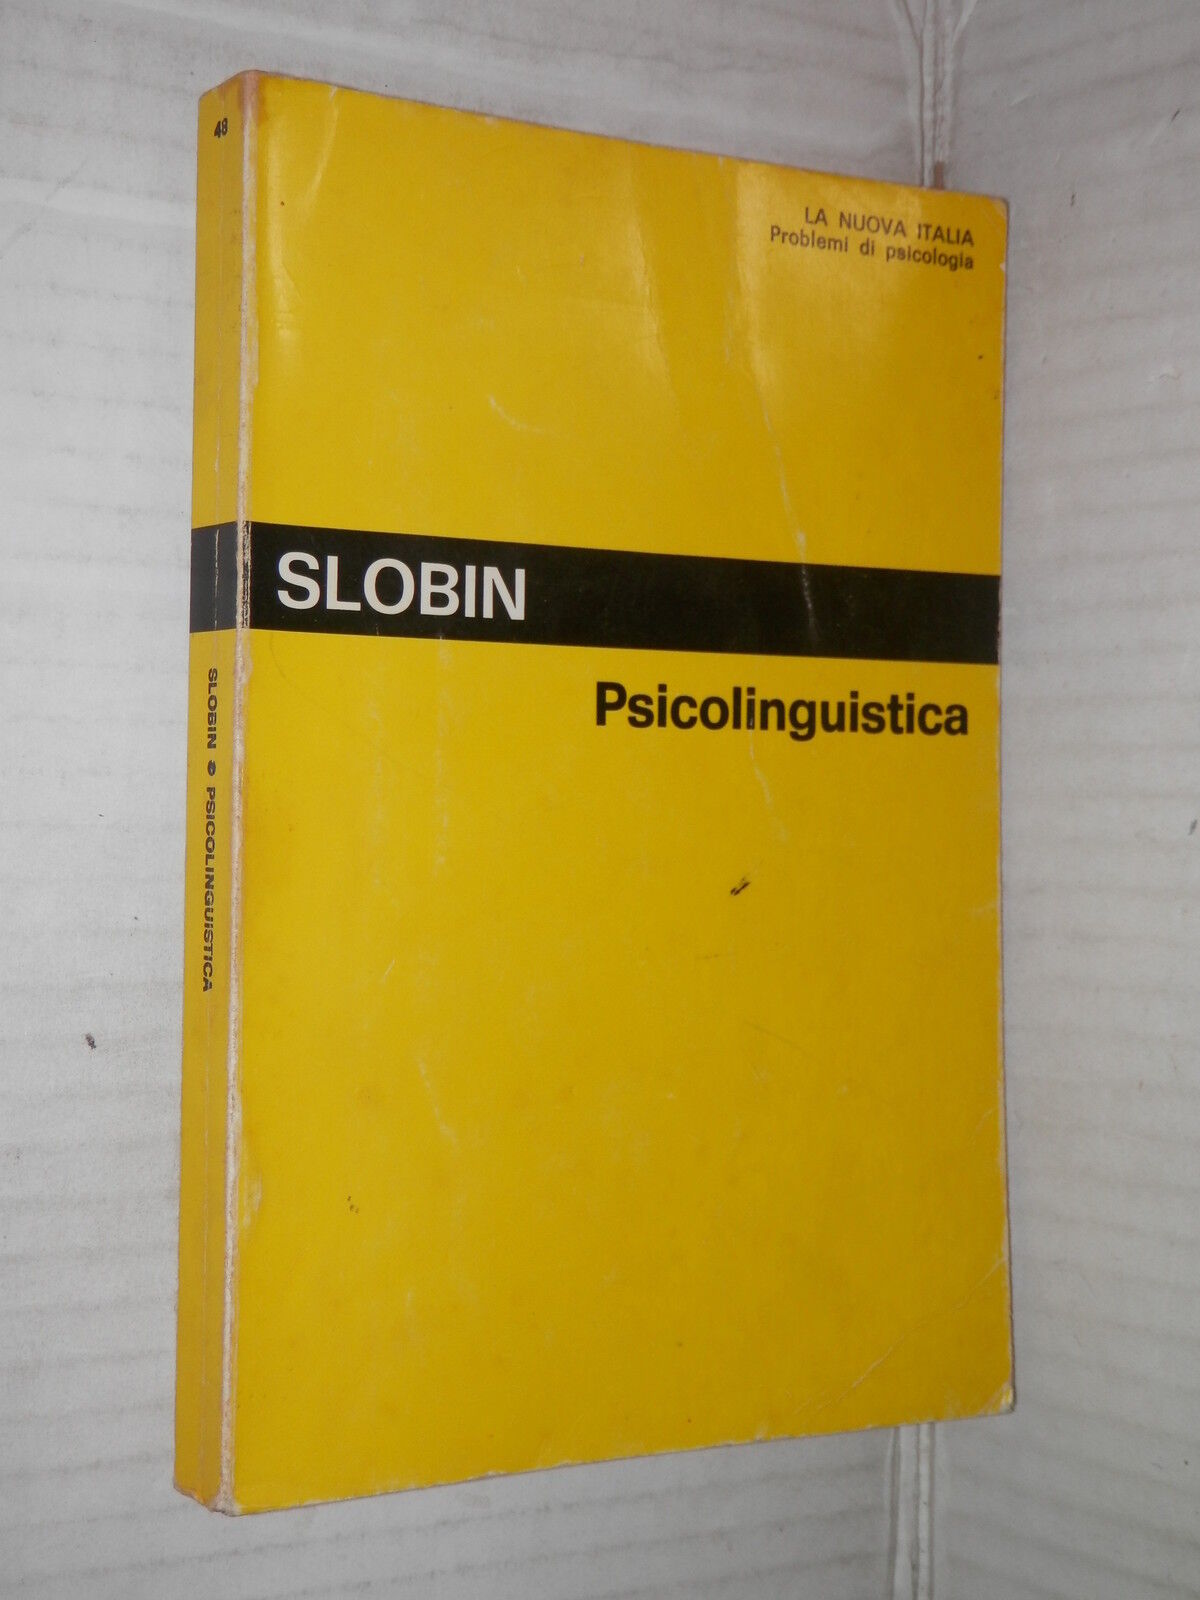 48
LA NUOVA ITALIA
Problemi di psicologia
SLOBIN
Psicolinguistica
SLOBIN • PSICOLINGUISTICA